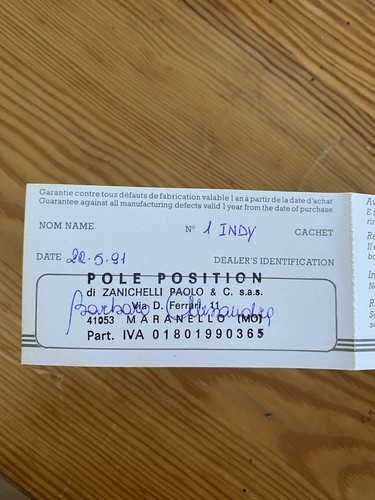 Garantie contre tous défauts de fabrication valable 1 an à partir de la date d'achat
Guarantee against all manufacturing defects valid 1 year from the date of purchase
NOM NAME N° 1 INDY CACHET
DATE 22.5.91 DEALER'S IDENTIFICATION
POLE POSITION
di ZANICHELLI PAOLO & C. s.a.s.
Via D. Ferrari, 11
41053 MARANELLO (MO)
Part. IVA 01801990365